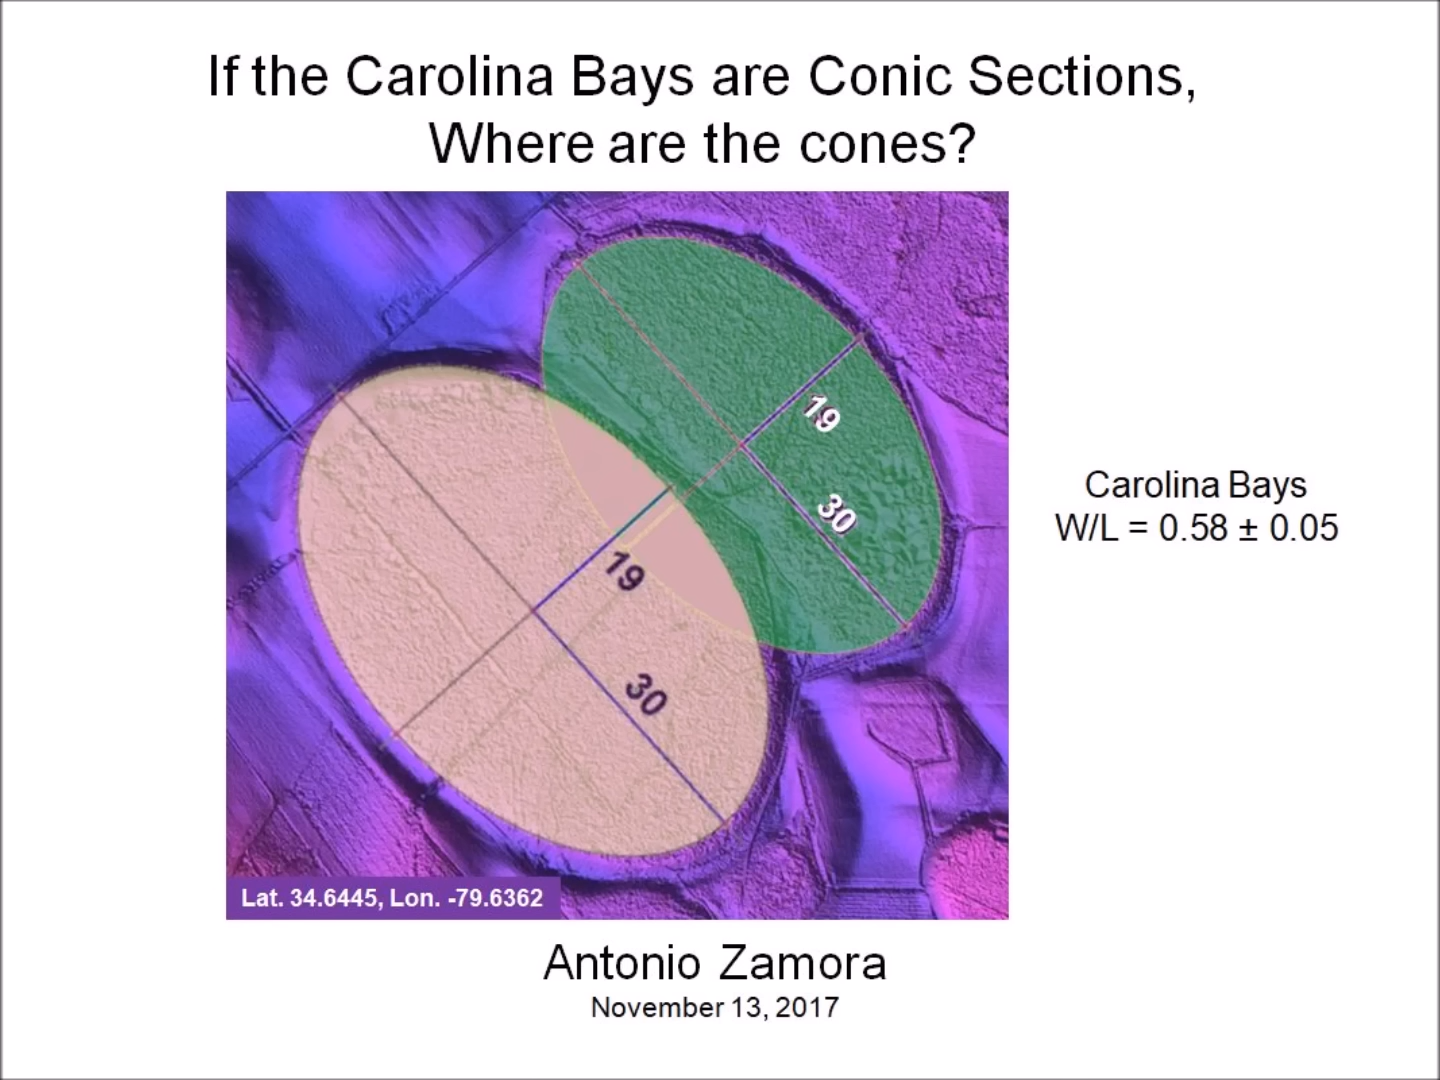 If the Carolina Bays are Conic Sections,
Where are the cones?
19
30
19
30
Carolina Bays
W/L = 0.58 ± 0.05
Lat. 34.6445, Lon. -79.6362
Antonio Zamora
November 13, 2017